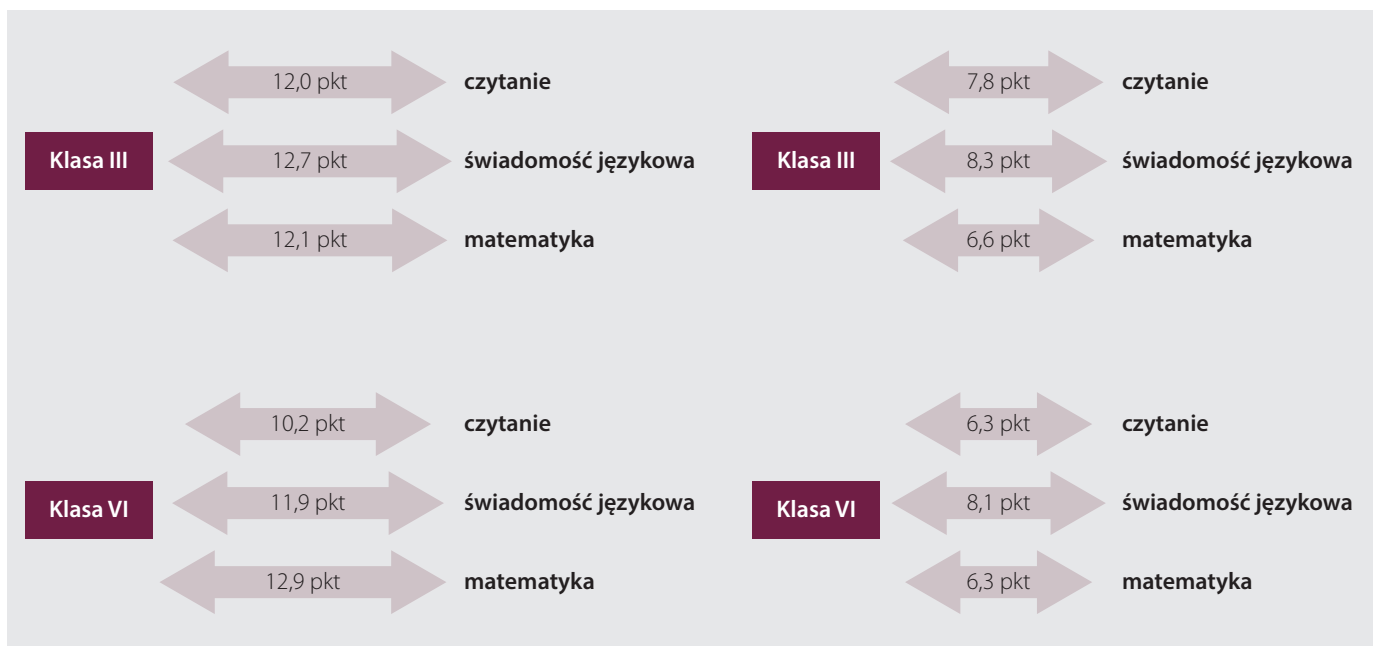 12,0 pkt czytanie
Klasa III 12,7 pkt świadomość językowa
12,1 pkt matematyka
7,8 pkt czytanie
Klasa III 8,3 pkt świadomość językowa
6,6 pkt matematyka
10,2 pkt czytanie
Klasa VI 11,9 pkt świadomość językowa
12,9 pkt matematyka
6,3 pkt czytanie
Klasa VI 8,1 pkt świadomość językowa
6,3 pkt matematyka